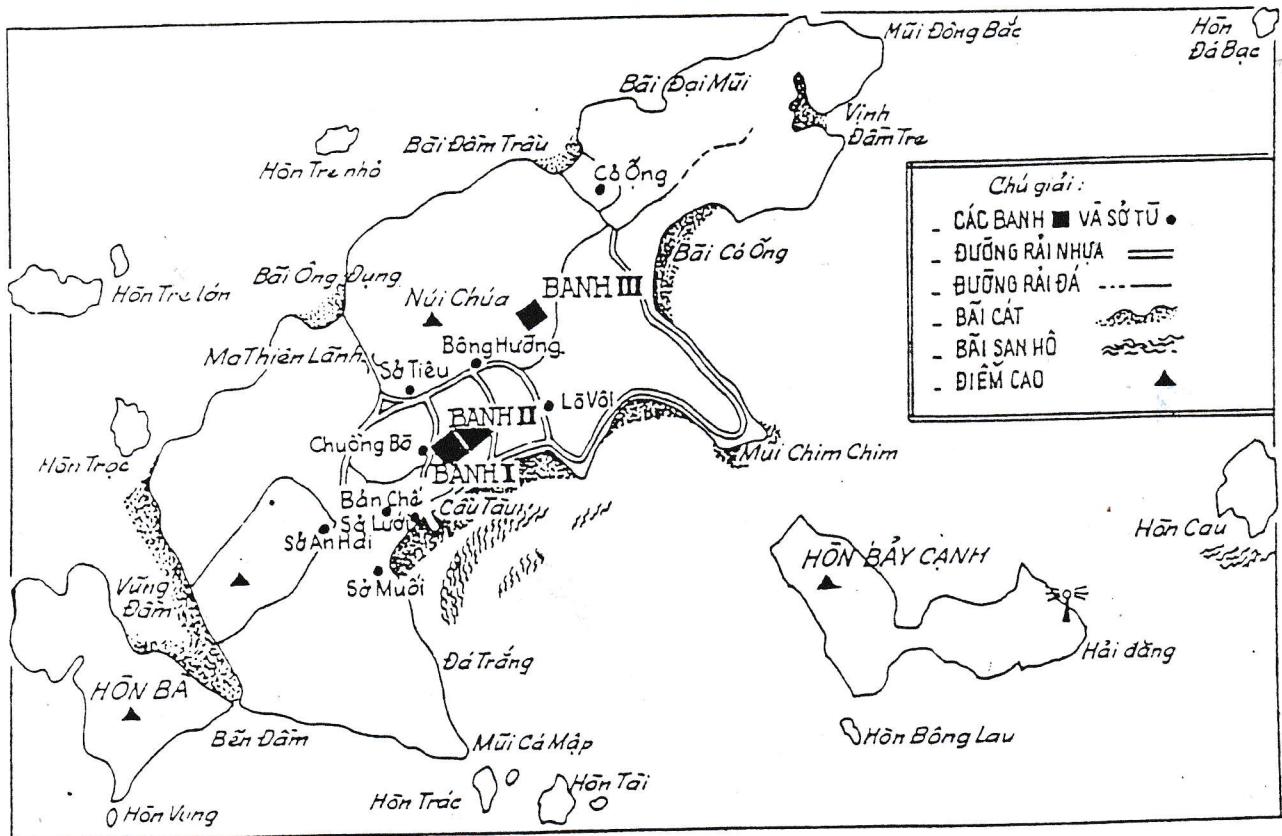 Mũi Đông Bắc
Hòn
Đá Bạc
Bãi Đại Mũi
Vịnh
Đầm Tre
Bãi Đầm Trầu
Hòn Tre nhỏ
Cỏ Ống
Chú giải :
- CÁC BANH ■ VÀ SỞ TÙ •
- ĐƯỜNG RẢI NHỰA
- ĐƯỜNG RẢI ĐÁ
- BÃI CÁT
- BÃI SAN HÔ
- ĐIỂM CAO ▲
Bãi Cỏ Ống
Bãi Ông Đụng
Hòn Tre lớn
Núi Chúa
BANH III
Ma Thiên Lãnh
Bông Hường
Sở Tiêu
Lò Vôi
BANH II
Chuồng Bò
Hòn Trọc
Mũi Chim Chim
BANH I
Bản Chế
Cầu Tàu
Sở Lưới
Sở An Hải
Hòn Cau
HÒN BẢY CẠNH
Sở Muối
Vũng
Đầm
Đá Trắng
Hải đăng
HÒN BÀ
Bến Đầm
Mũi Cá Mập
Hòn Bông Lau
Hòn Trác
Hòn Tài
Hòn Vung